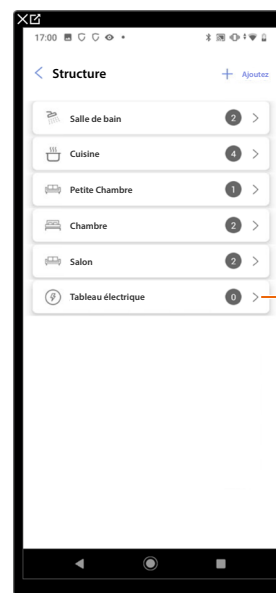 17:00
Structure
Ajoutez
Salle de bain 2
Cuisine 4
Petite Chambre 1
Chambre 2
Salon 2
Tableau électrique 0